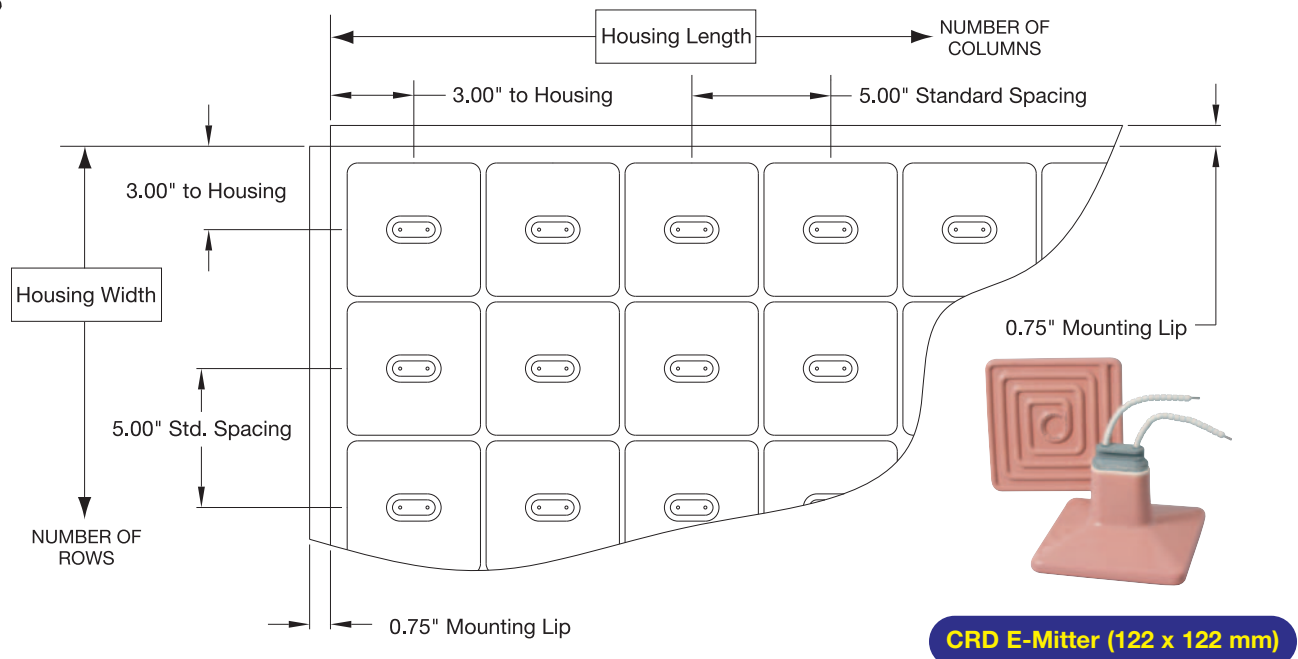 Housing Length
NUMBER OF
COLUMNS
3.00" to Housing
5.00" Standard Spacing
3.00" to Housing
Housing Width
0.75" Mounting Lip
5.00" Std. Spacing
NUMBER OF
ROWS
0.75" Mounting Lip
CRD E-Mitter (122 x 122 mm)